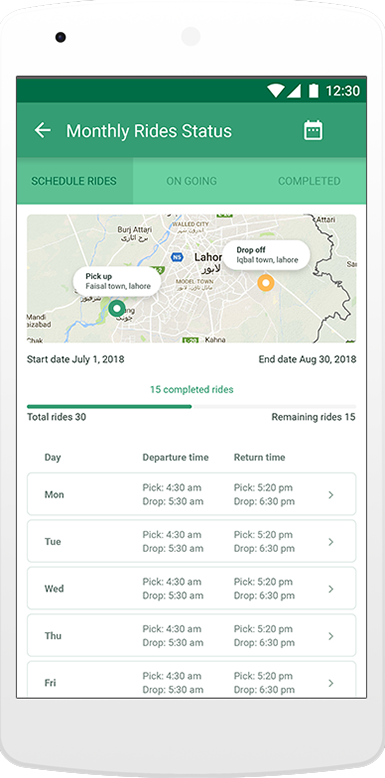 12:30
Monthly Rides Status
SCHEDULE RIDES
ON GOING
COMPLETED
WALLED CITY
Attari
Burj Attari
برج اٹاری
N5
Lahor
لاہور
Drop off
Iqbal town, lahore
Pick up
Faisal town, lahore
MODEL TOWN
Mandi
aizabad
Chak
Kahna
Start date July 1, 2018
End date Aug 30, 2018
15 completed rides
Total rides 30
Remaining rides 15
Day
Departure time
Return time
Mon
Pick: 4:30 am
Drop: 5:30 am
Pick: 5:20 pm
Drop: 6:30 pm
Tue
Pick: 4:30 am
Drop: 5:30 am
Pick: 5:20 pm
Drop: 6:30 pm
Wed
Pick: 4:30 am
Drop: 5:30 am
Pick: 5:20 pm
Drop: 6:30 pm
Thu
Pick: 4:30 am
Drop: 5:30 am
Pick: 5:20 pm
Drop: 6:30 pm
Fri
Pick: 4:30 am
Drop: 5:30 am
Pick: 5:20 pm
Drop: 6:30 pm